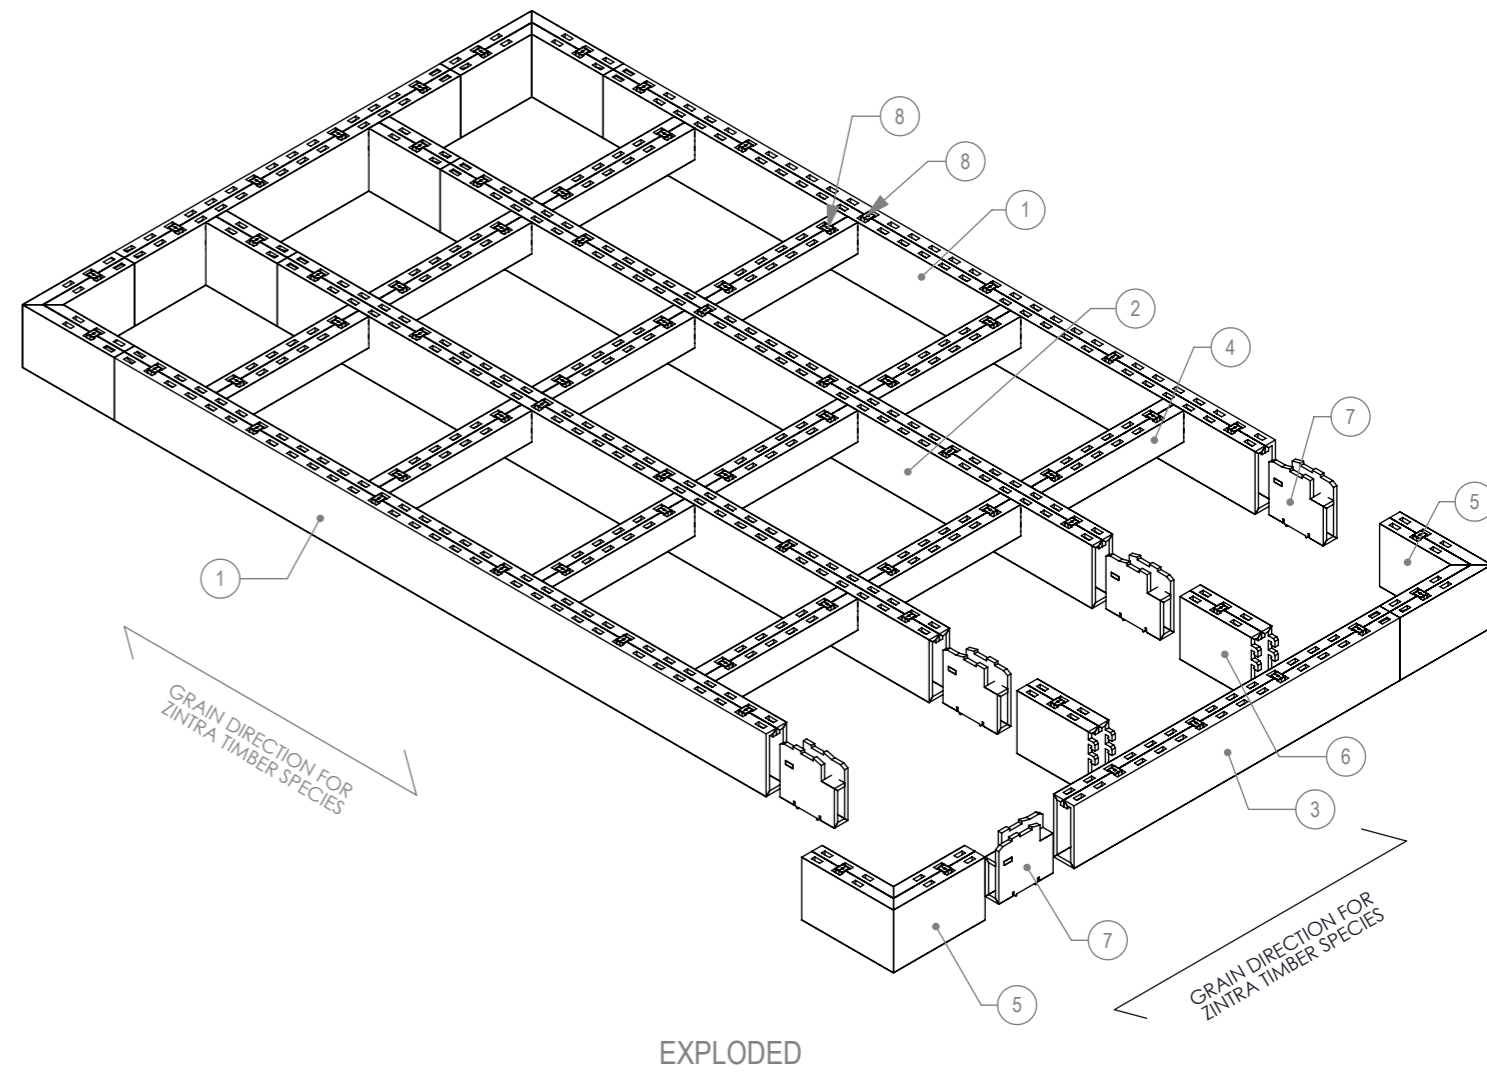 8
8
1
2
4
7
5
1
GRAIN DIRECTION FOR
ZINTRA TIMBER SPECIES
6
3
7
5
GRAIN DIRECTION FOR
ZINTRA TIMBER SPECIES
EXPLODED